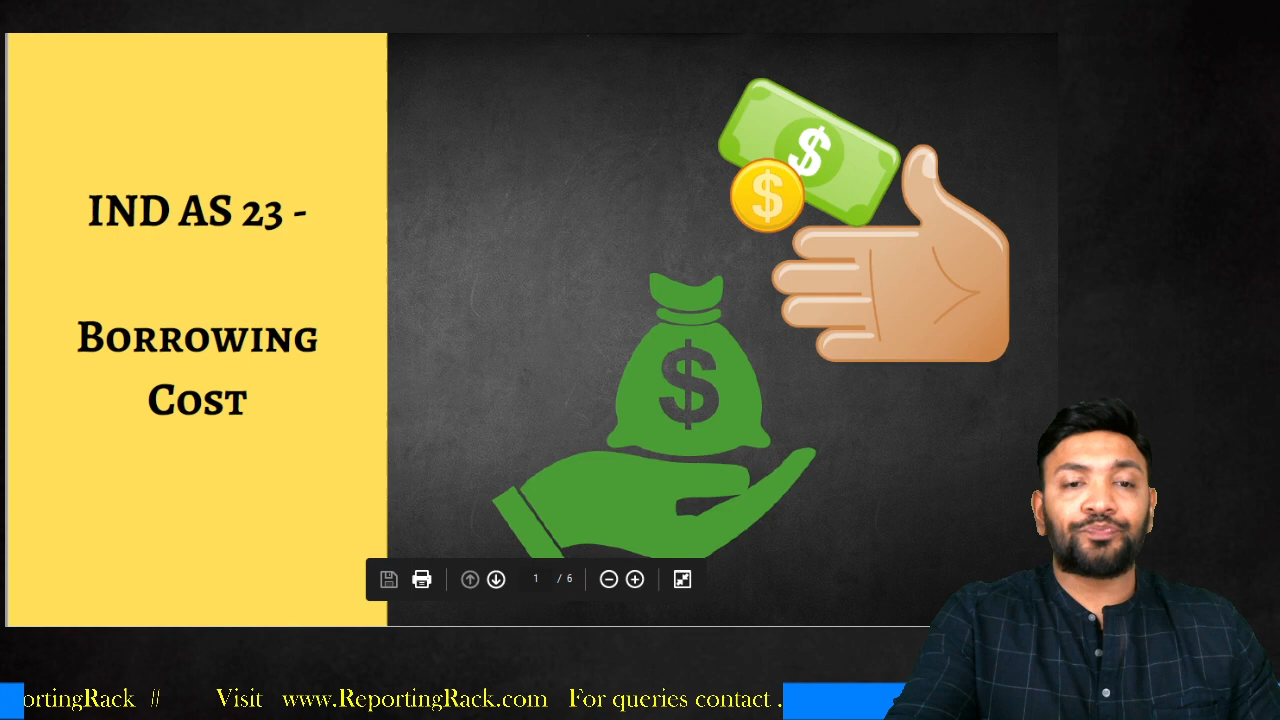 IND AS 23 -
BORROWING
COST
$
$
$
1 / 6
ortingRack // Visit www.ReportingRack.com For queries contact .